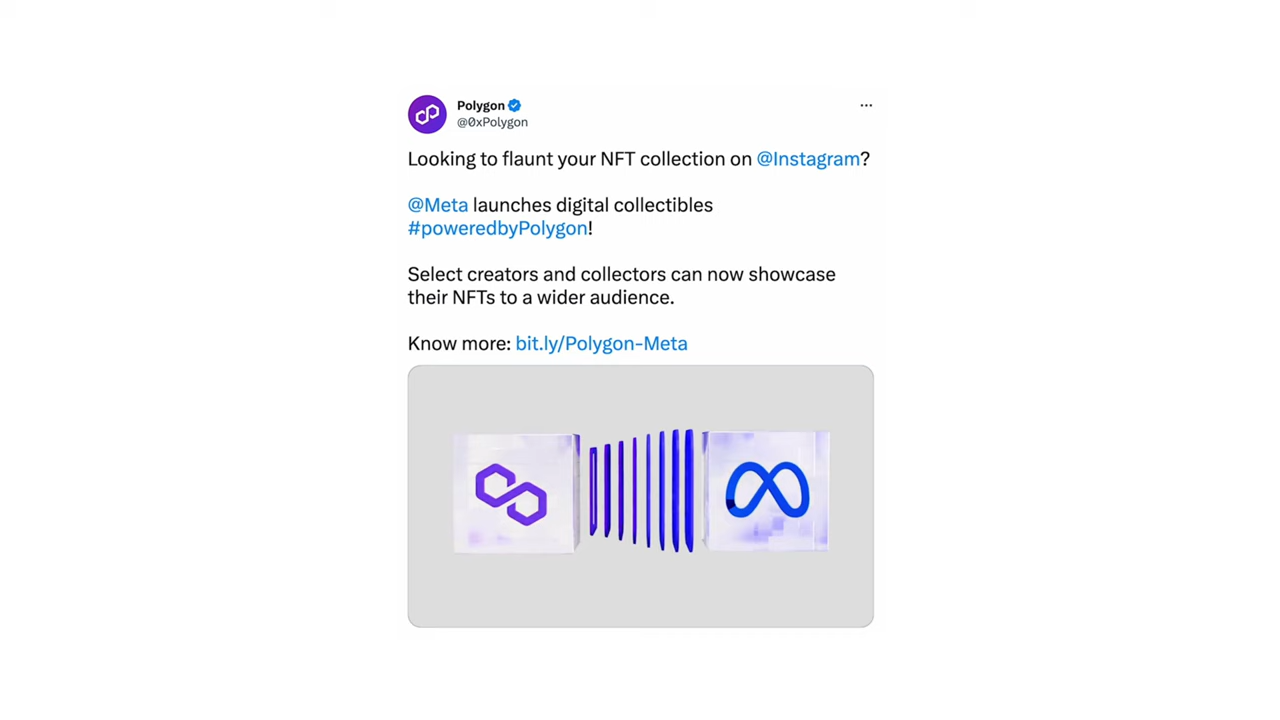 Polygon
@0xPolygon
Looking to flaunt your NFT collection on @Instagram?
@Meta launches digital collectibles
#poweredbyPolygon!
Select creators and collectors can now showcase
their NFTs to a wider audience.
Know more: bit.ly/Polygon-Meta